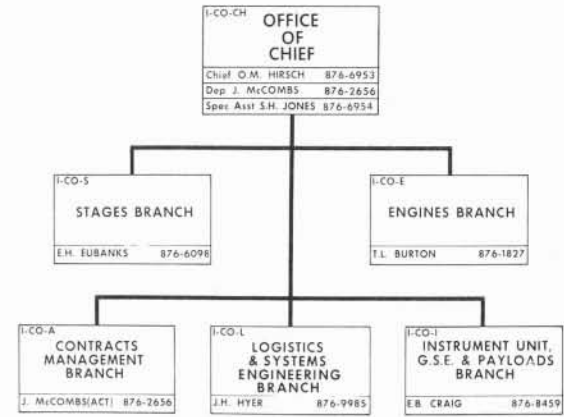 I-CO-CH
OFFICE
OF
CHIEF
Chief O.M. HIRSCH 876-6953
Dep J. McCOMBS 876-2656
Spec Asst S.H. JONES 876-6954
I-CO-S
STAGES BRANCH
E.H. EUBANKS 876-6098
I-CO-E
ENGINES BRANCH
T.L. BURTON 876-1827
I-CO-A
CONTRACTS
MANAGEMENT
BRANCH
J. McCOMBS(ACT) 876-2656
I-CO-L
LOGISTICS
& SYSTEMS
ENGINEERING
BRANCH
J.H. HYER 876-9985
I-CO-I
INSTRUMENT UNIT,
G.S.E. & PAYLOADS
BRANCH
E.B. CRAIG 876-8459